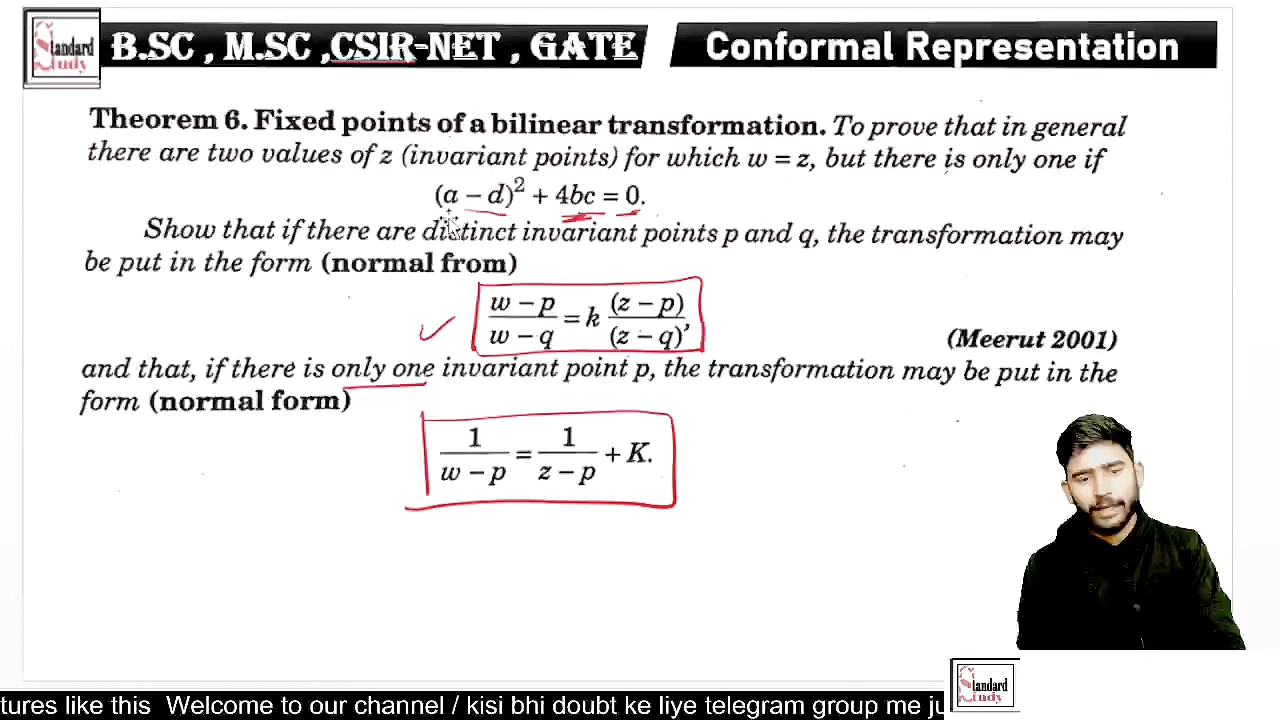 Standard Study
B.SC , M.SC ,CSIR-NET , GATE
Conformal Representation
Theorem 6. Fixed points of a bilinear transformation. To prove that in general
there are two values of z (invariant points) for which w = z, but there is only one if
(a – d)² + 4bc = 0.
Show that if there are distinct invariant points p and q, the transformation may
be put in the form (normal from)
(w – p)/(w – q) = k (z – p)/(z – q),
(Meerut 2001)
and that, if there is only one invariant point p, the transformation may be put in the
form (normal form)
1/(w – p) = 1/(z – p) + K.
Standard Study
tures like this Welcome to our channel / kisi bhi doubt ke liye telegram group me ju